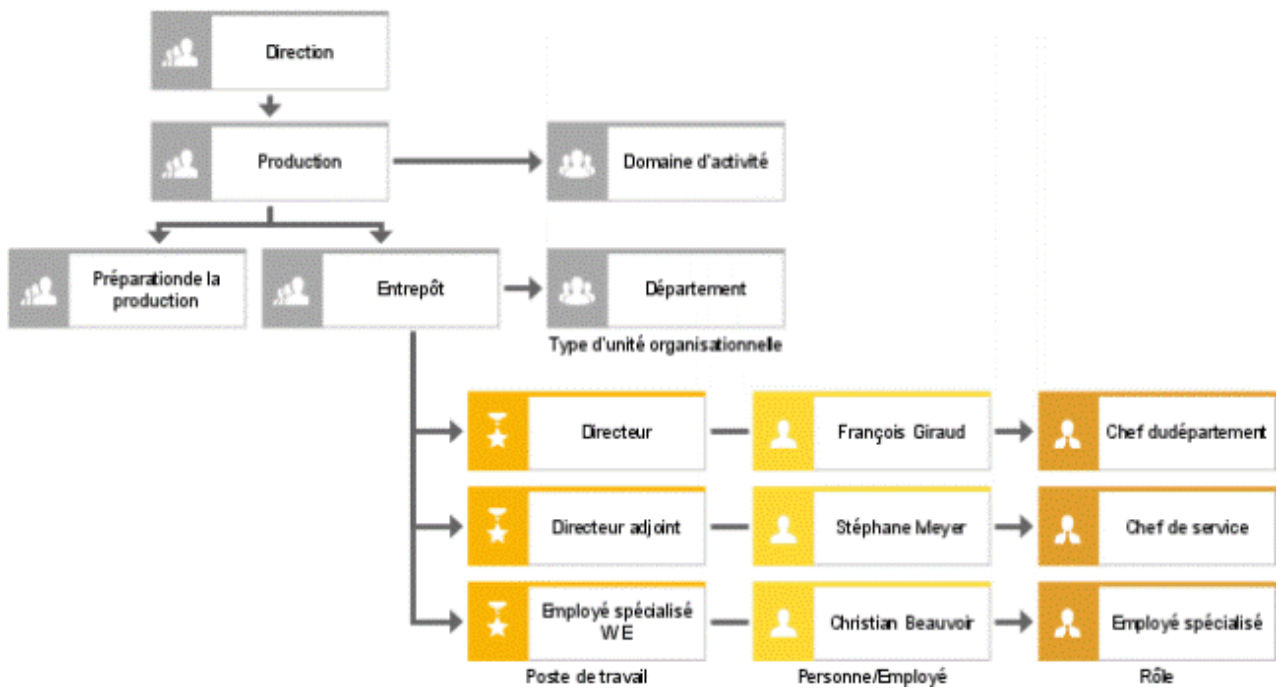 Direction
Production
Domaine d'activité
Préparationde la
production
Entrepôt
Département
Type d'unité organisationnelle
Directeur
François Giraud
Chef dudépartement
Directeur adjoint
Stéphane Meyer
Chef de service
Employé spécialisé
WE
Christian Beauvoir
Employé spécialisé
Poste de travail
Personne/Employé
Rôle